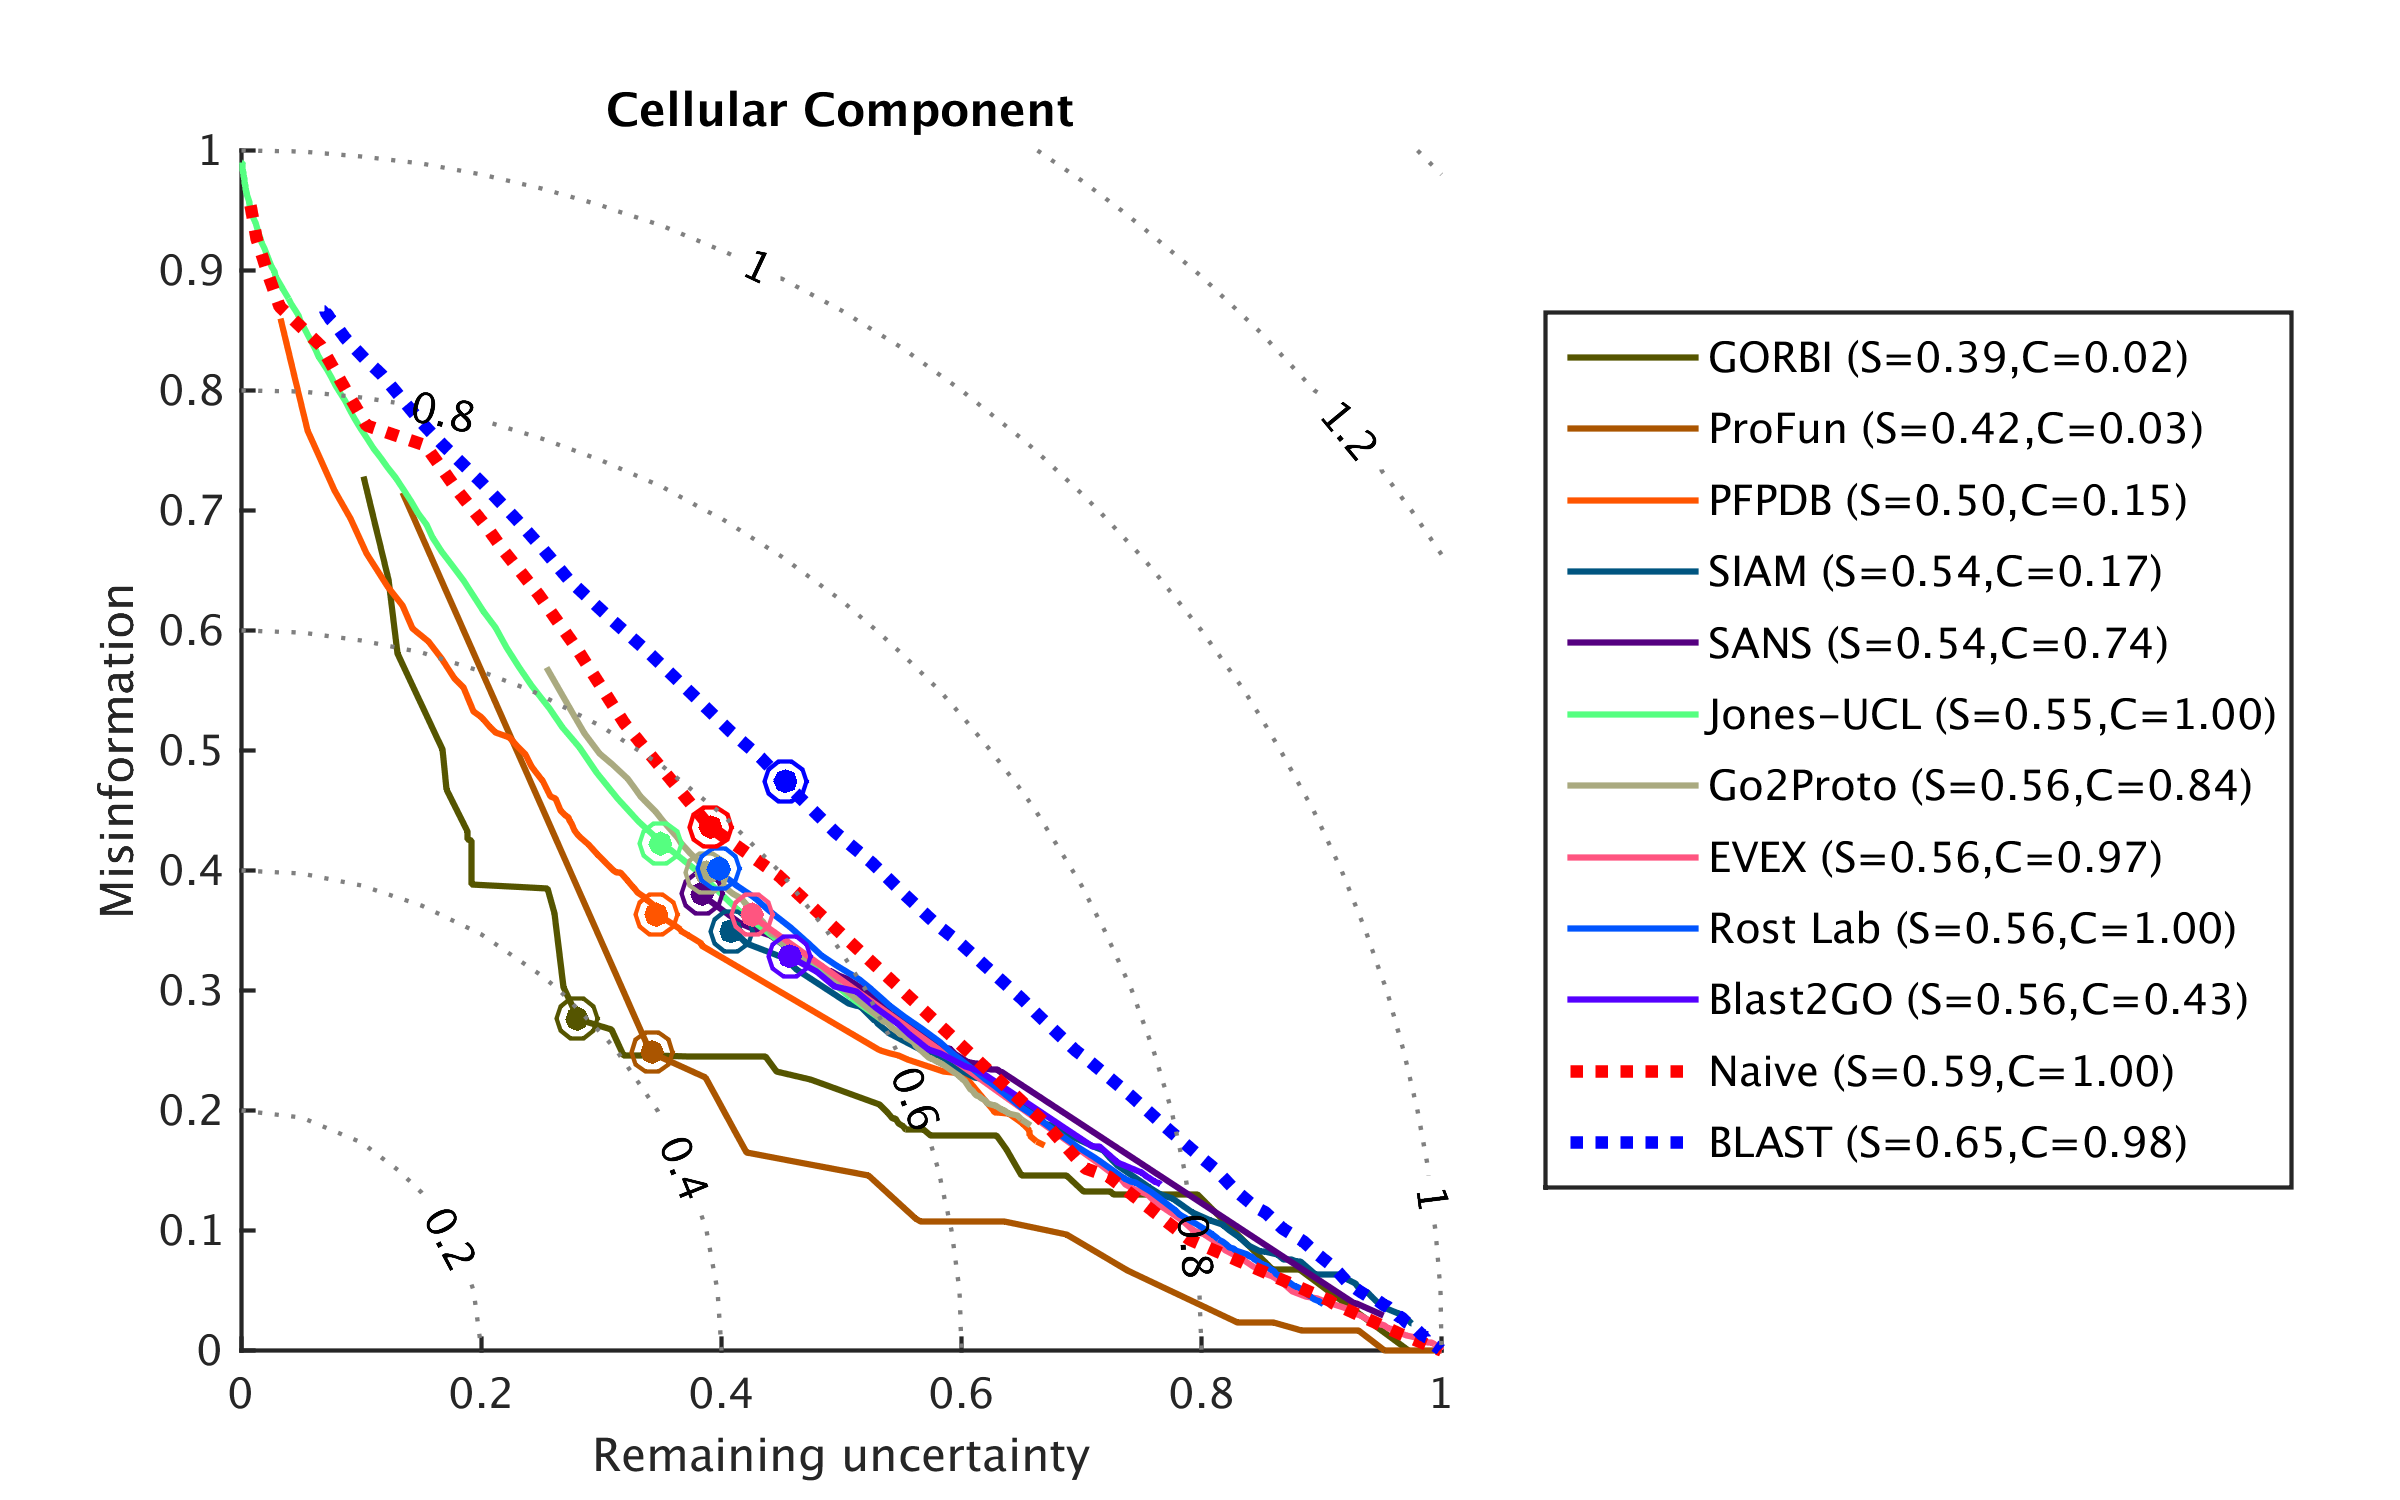 Cellular Component
1
0.9
0.8
0.7
0.6
0.5
0.4
0.3
0.2
0.1
0
0
0.2
0.4
0.6
0.8
1
Misinformation
Remaining uncertainty
1
1.2
0.8
0.6
0.4
0.2
0.8
1
GORBI (S=0.39,C=0.02)
ProFun (S=0.42,C=0.03)
PFPDB (S=0.50,C=0.15)
SIAM (S=0.54,C=0.17)
SANS (S=0.54,C=0.74)
Jones-UCL (S=0.55,C=1.00)
Go2Proto (S=0.56,C=0.84)
EVEX (S=0.56,C=0.97)
Rost Lab (S=0.56,C=1.00)
Blast2GO (S=0.56,C=0.43)
Naive (S=0.59,C=1.00)
BLAST (S=0.65,C=0.98)